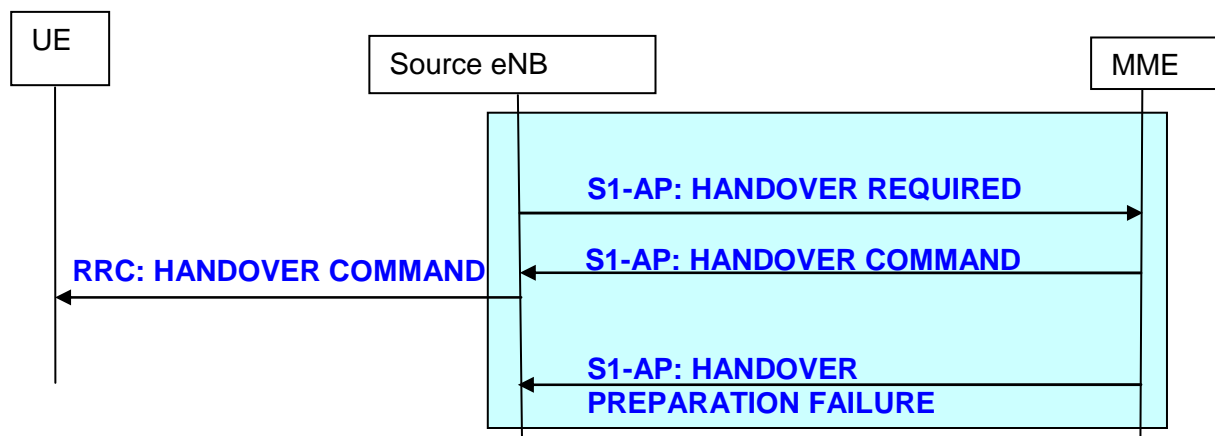 UE
Source eNB
MME
S1-AP: HANDOVER REQUIRED
S1-AP: HANDOVER COMMAND
RRC: HANDOVER COMMAND
S1-AP: HANDOVER
PREPARATION FAILURE